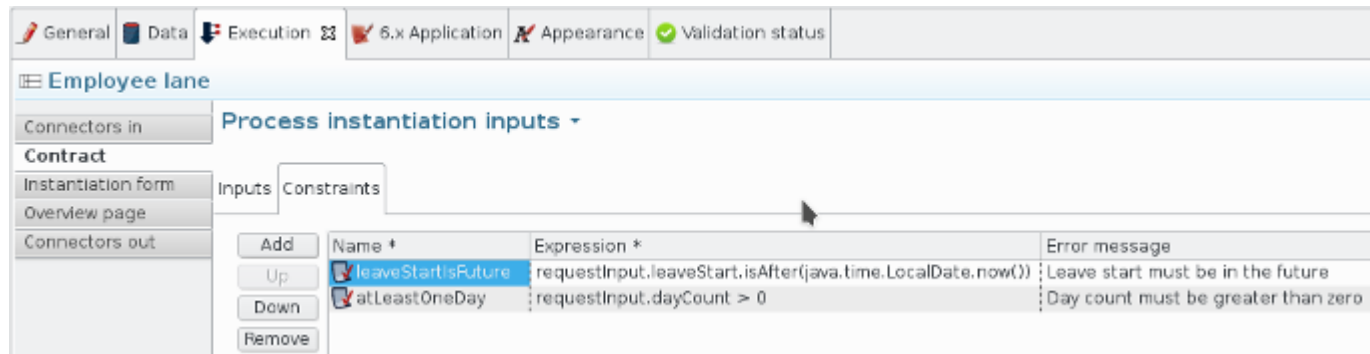 General Data Execution 6.x Application Appearance Validation status
Employee lane
Connectors in
Contract
Instantiation form
Overview page
Connectors out
Process instantiation inputs
Inputs Constraints
Add
Up
Down
Remove
Name * Expression * Error message
leaveStartIsFuture requestInput.leaveStart.isAfter(java.time.LocalDate.now()) Leave start must be in the future
atLeastOneDay requestInput.dayCount > 0 Day count must be greater than zero